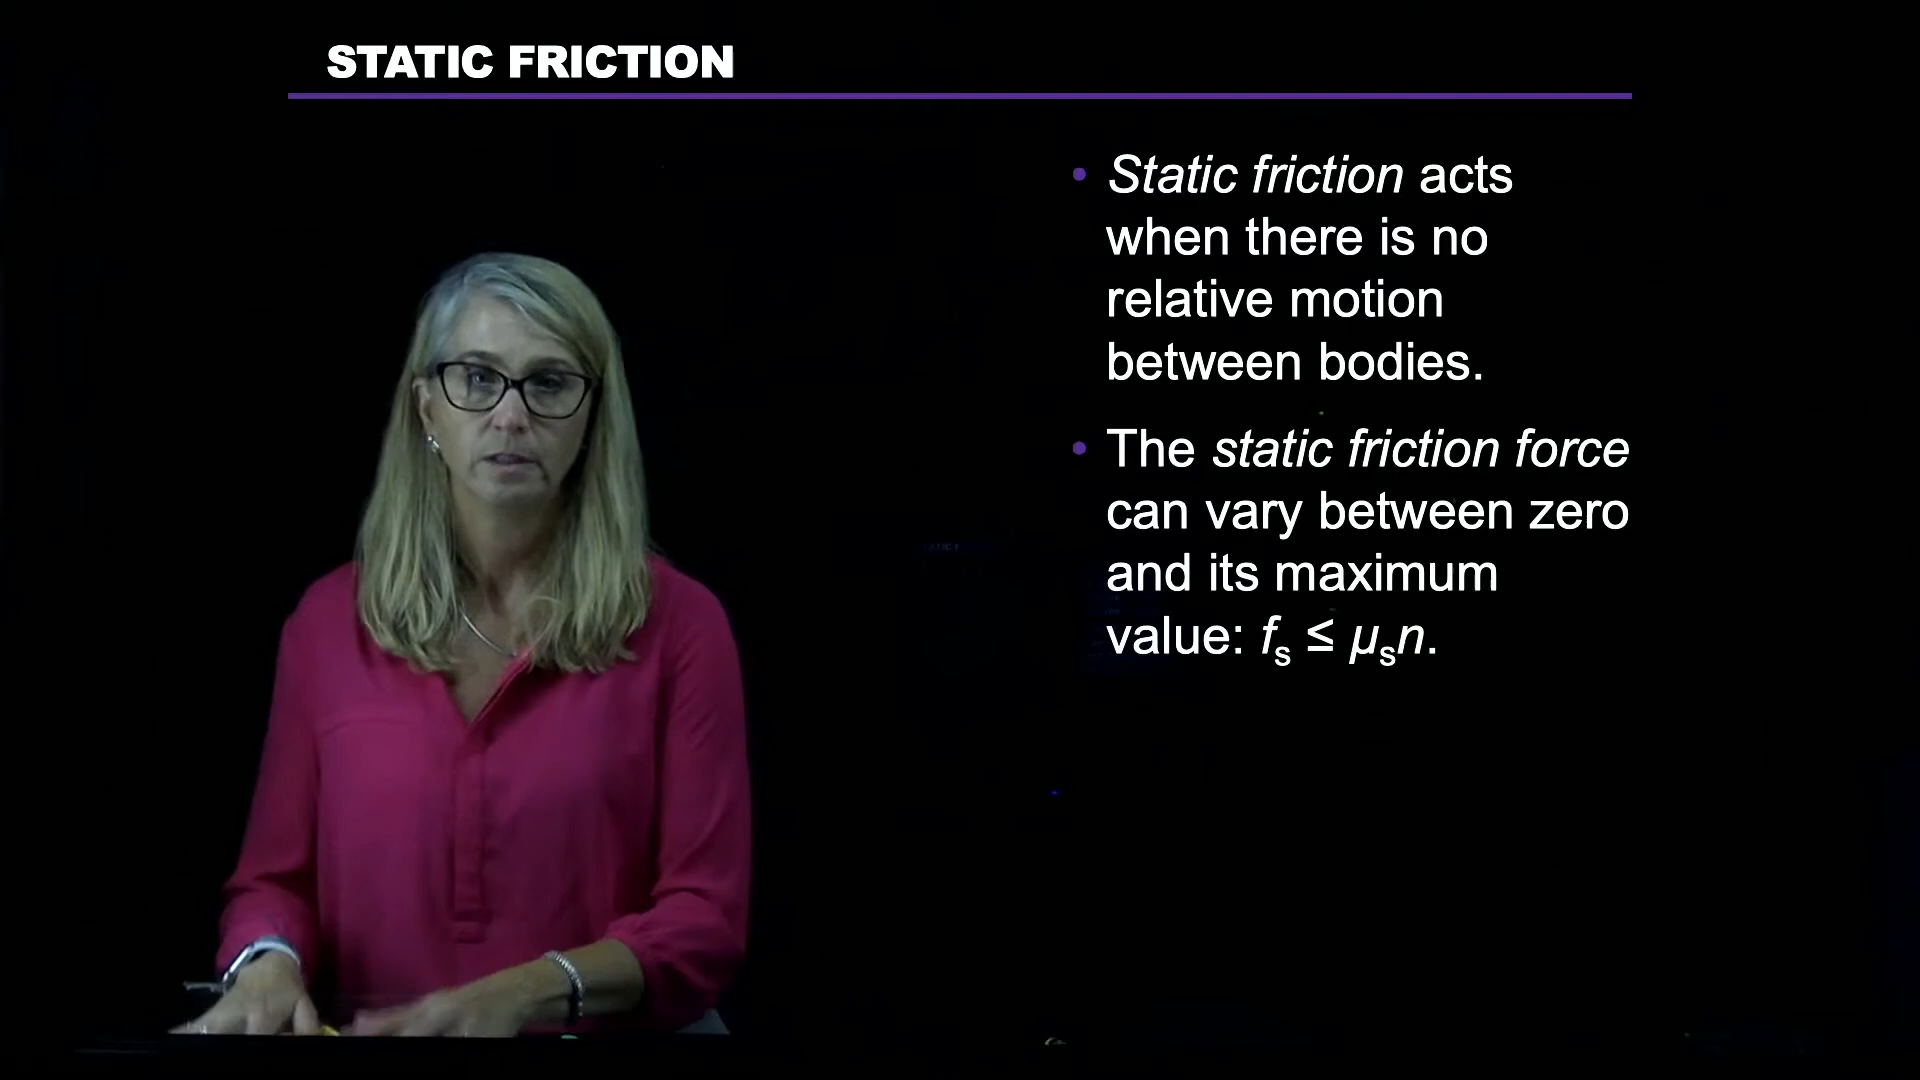 STATIC FRICTION
• Static friction acts
when there is no
relative motion
between bodies.
• The static friction force
can vary between zero
and its maximum
value: fₛ ≤ μₛn.